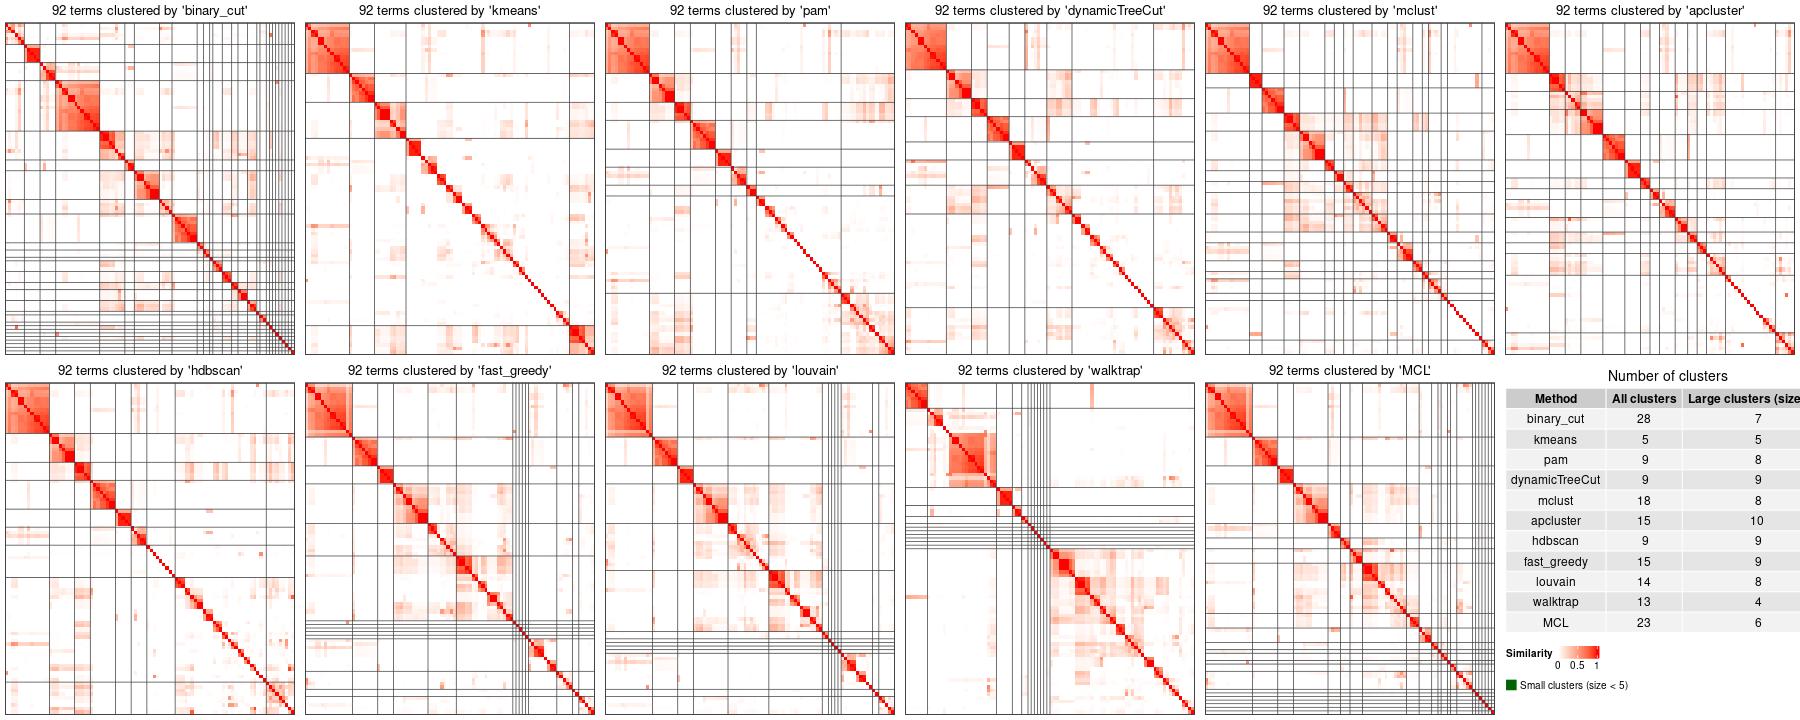 92 terms clustered by 'binary_cut'
92 terms clustered by 'kmeans'
92 terms clustered by 'pam'
92 terms clustered by 'dynamicTreeCut'
92 terms clustered by 'mclust'
92 terms clustered by 'apcluster'
92 terms clustered by 'hdbscan'
92 terms clustered by 'fast_greedy'
92 terms clustered by 'louvain'
92 terms clustered by 'walktrap'
92 terms clustered by 'MCL'
Number of clusters
Method All clusters Large clusters (size
binary_cut 28 7
kmeans 5 5
pam 9 8
dynamicTreeCut 9 9
mclust 18 8
apcluster 15 10
hdbscan 9 9
fast_greedy 15 9
louvain 14 8
walktrap 13 4
MCL 23 6
Similarity
0 0.5 1
Small clusters (size < 5)